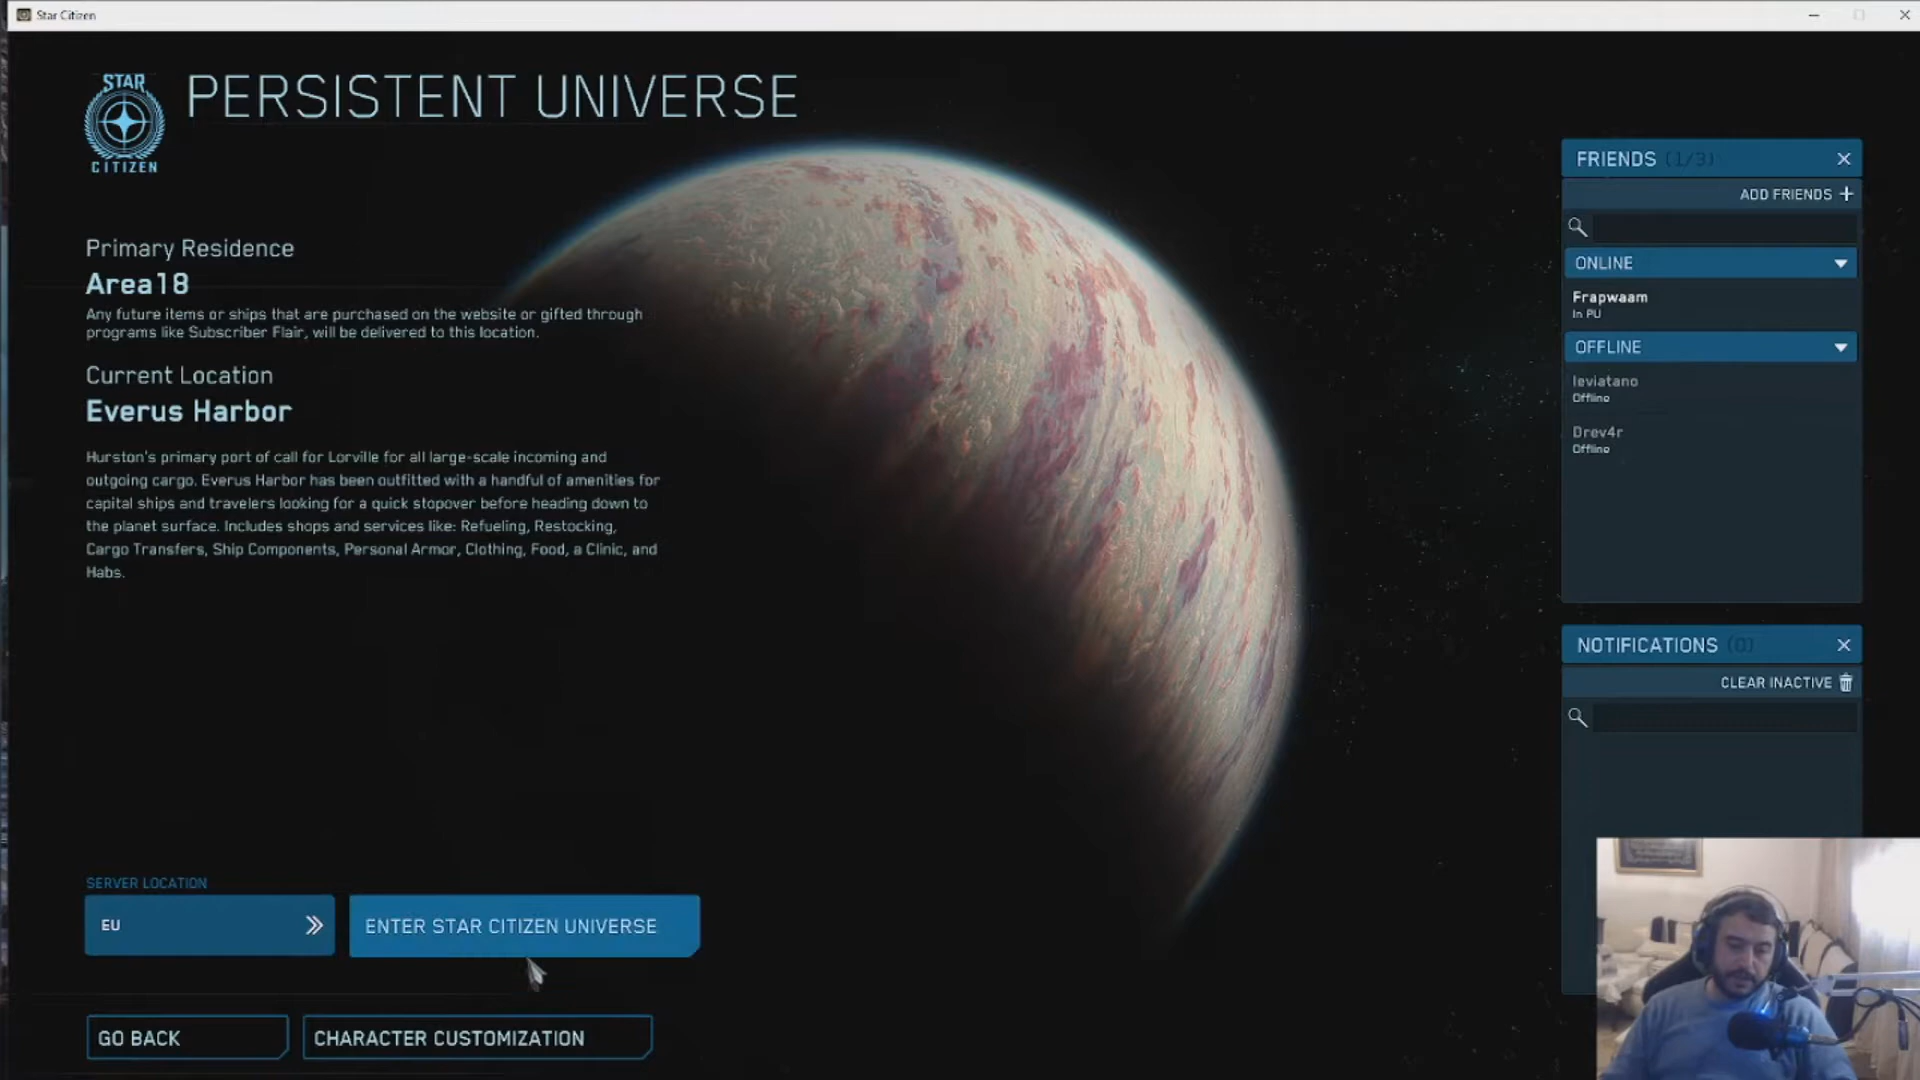 Star Citizen
STAR
CITIZEN
PERSISTENT UNIVERSE
Primary Residence
Area18
Any future items or ships that are purchased on the website or gifted through
programs like Subscriber Flair, will be delivered to this location.
Current Location
Everus Harbor
Hurston's primary port of call for Lorville for all large-scale incoming and
outgoing cargo. Everus Harbor has been outfitted with a handful of amenities for
capital ships and travelers looking for a quick stopover before heading down to
the planet surface. Includes shops and services like: Refueling, Restocking,
Cargo Transfers, Ship Components, Personal Armor, Clothing, Food, a Clinic, and
Habs.
SERVER LOCATION
EU
ENTER STAR CITIZEN UNIVERSE
GO BACK
CHARACTER CUSTOMIZATION
FRIENDS (1/3)
ADD FRIENDS
ONLINE
Frapwaam
In PU
OFFLINE
leviatano
Offline
Drev4r
Offline
NOTIFICATIONS (0)
CLEAR INACTIVE